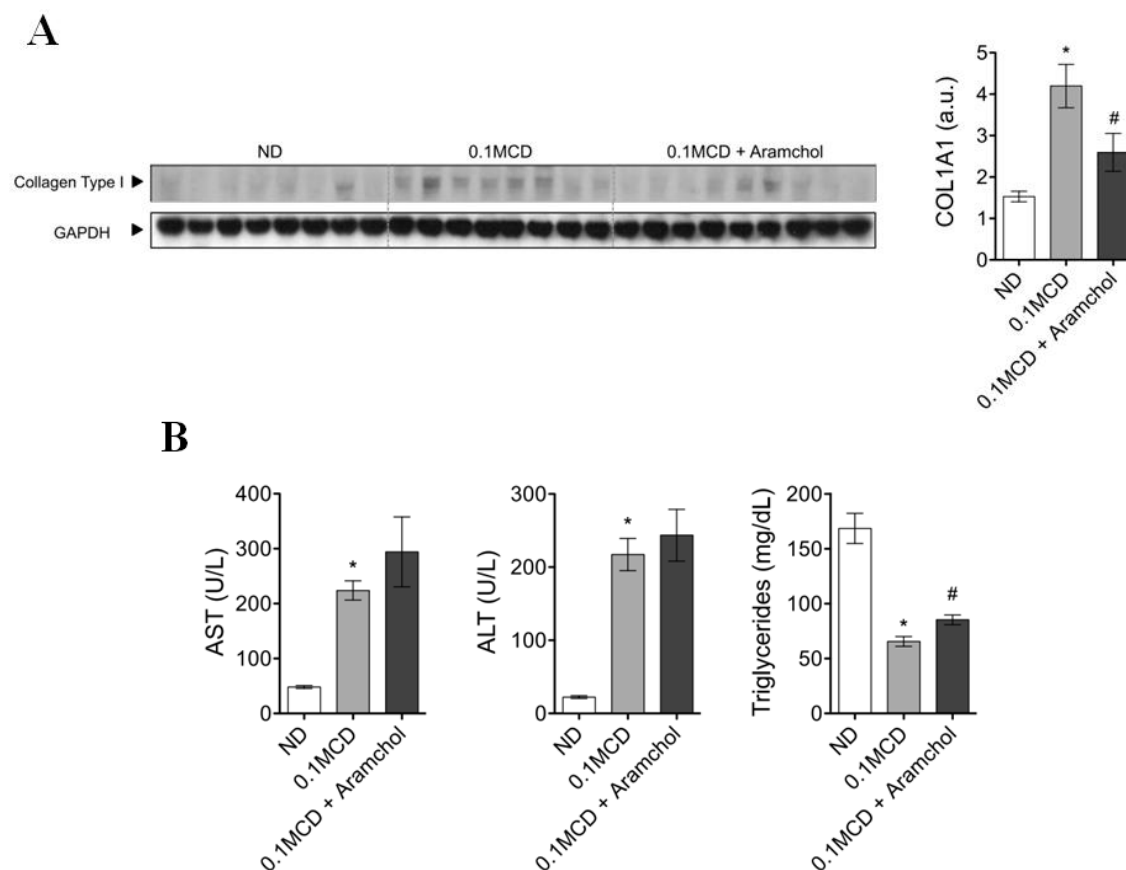 A
ND 0.1MCD 0.1MCD + Aramchol
Collagen Type I
GAPDH
COL1A1 (a.u.)
5
4
3
2
1
0
*
#
ND
0.1MCD
0.1MCD + Aramchol
B
AST (U/L)
400
300
200
100
0
*
ND
0.1MCD
0.1MCD + Aramchol
ALT (U/L)
300
200
100
0
*
ND
0.1MCD
0.1MCD + Aramchol
Triglycerides (mg/dL)
200
150
100
50
0
*
#
ND
0.1MCD
0.1MCD + Aramchol